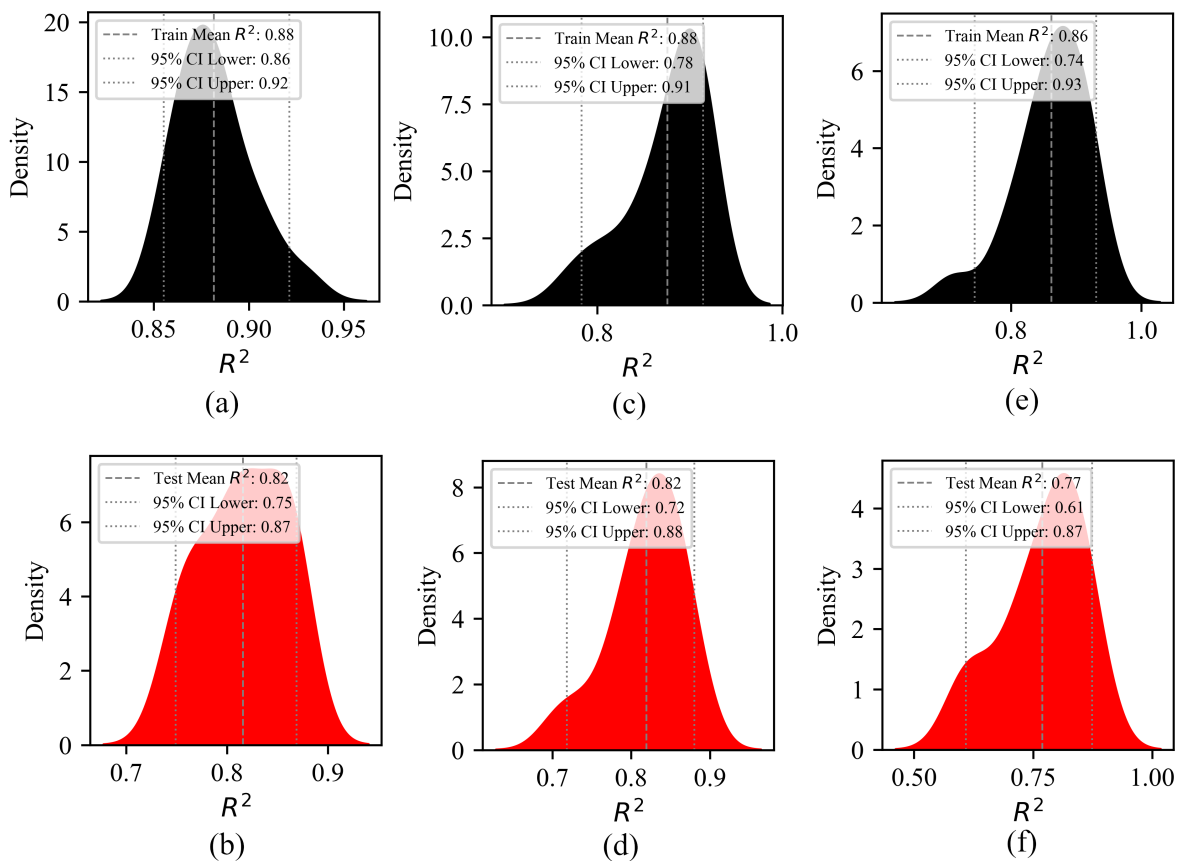 Train Mean R²: 0.88
95% CI Lower: 0.86
95% CI Upper: 0.92
Density
20
15
10
5
0
0.85 0.90 0.95
R²
(a)
Train Mean R²: 0.88
95% CI Lower: 0.78
95% CI Upper: 0.91
Density
10.0
7.5
5.0
2.5
0.0
0.8 1.0
R²
(c)
Train Mean R²: 0.86
95% CI Lower: 0.74
95% CI Upper: 0.93
Density
6
4
2
0
0.8 1.0
R²
(e)
Test Mean R²: 0.82
95% CI Lower: 0.75
95% CI Upper: 0.87
Density
6
4
2
0
0.7 0.8 0.9
R²
(b)
Test Mean R²: 0.82
95% CI Lower: 0.72
95% CI Upper: 0.88
Density
8
6
4
2
0
0.7 0.8 0.9
R²
(d)
Test Mean R²: 0.77
95% CI Lower: 0.61
95% CI Upper: 0.87
Density
4
3
2
1
0
0.50 0.75 1.00
R²
(f)